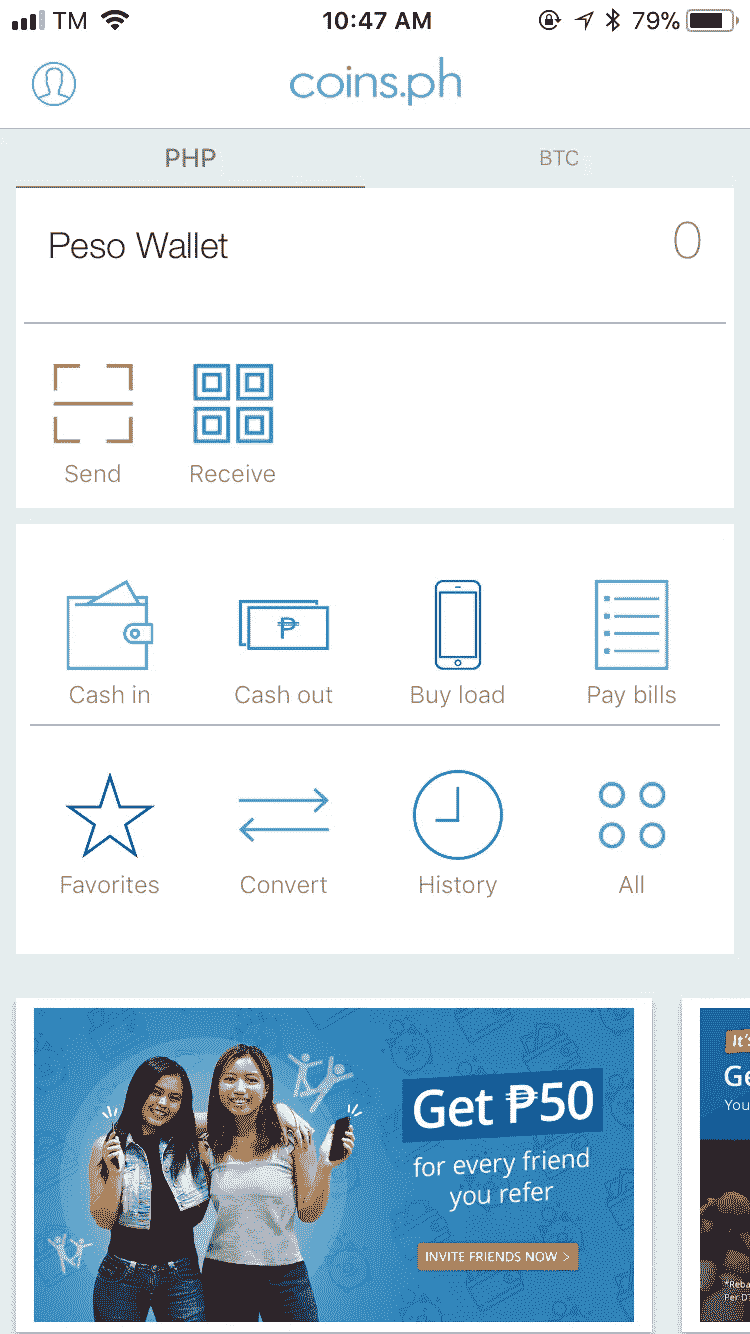 TM 10:47 AM 79%
coins.ph
PHP BTC
Peso Wallet 0
Send Receive
Cash in Cash out Buy load Pay bills
Favorites Convert History All
Get ₱50
for every friend
you refer
INVITE FRIENDS NOW >
It's
Ge
You
*Reba
Per DT